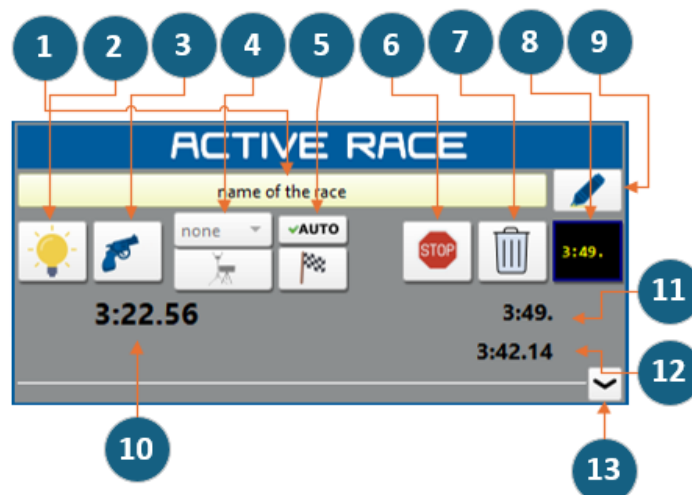 1 2 3 4 5 6 7 8 9
ACTIVE RACE
name of the race
none AUTO
STOP 3:49.
3:22.56 3:49. 11
3:42.14 12
10 13